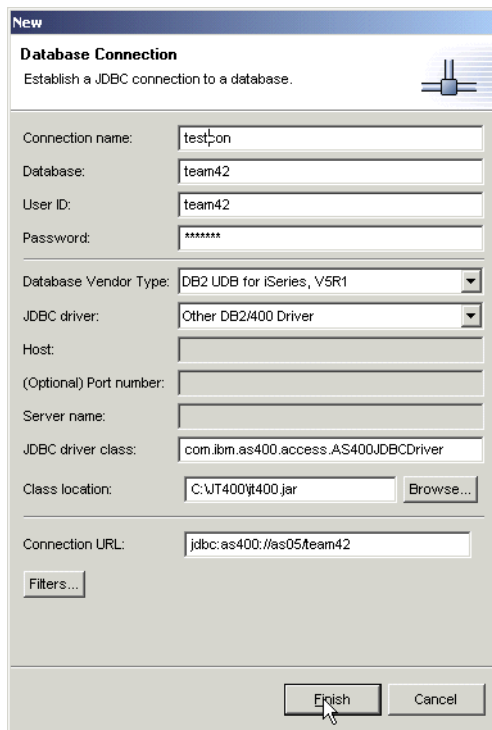 New
Database Connection
Establish a JDBC connection to a database.
Connection name: testcon
Database: team42
User ID: team42
Password: *******
Database Vendor Type: DB2 UDB for iSeries, V5R1
JDBC driver: Other DB2/400 Driver
Host:
(Optional) Port number:
Server name:
JDBC driver class: com.ibm.as400.access.AS400JDBCDriver
Class location: C:\JT400\jt400.jar Browse...
Connection URL: jdbc:as400://as05/team42
Filters...
Finish Cancel